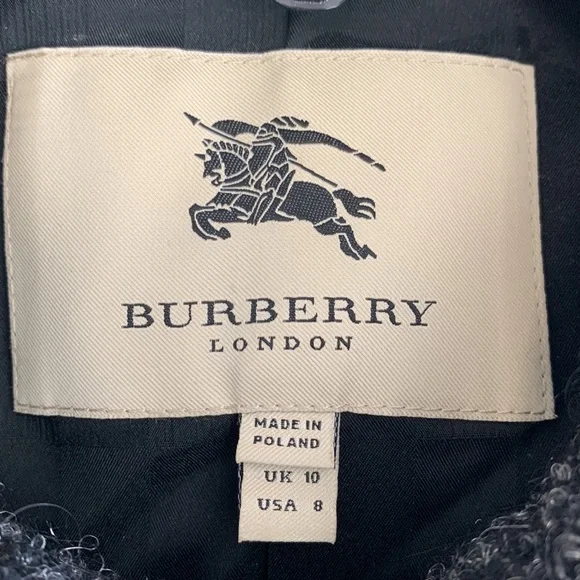 BURBERRY
LONDON
MADE IN
POLAND
UK 10
USA 8